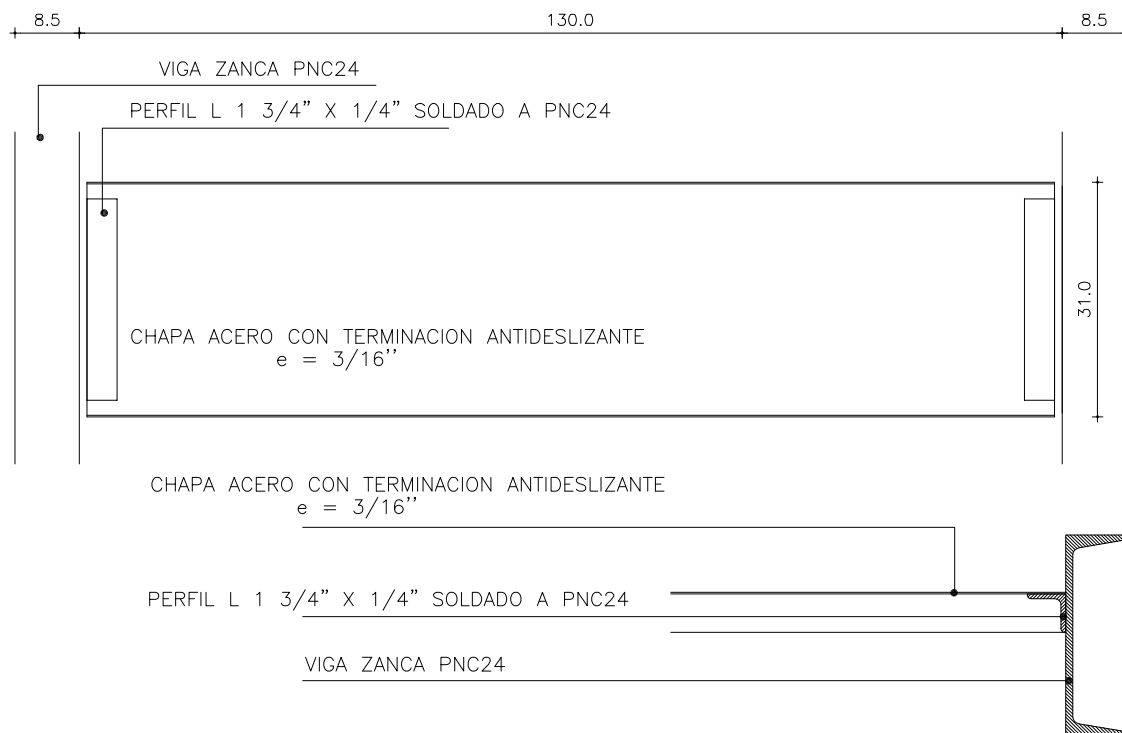 8.5
130.0
8.5
VIGA ZANCA PNC24
PERFIL L 1 3/4” X 1/4” SOLDADO A PNC24
31.0
CHAPA ACERO CON TERMINACION ANTIDESLIZANTE
e = 3/16’’
CHAPA ACERO CON TERMINACION ANTIDESLIZANTE
e = 3/16’’
PERFIL L 1 3/4” X 1/4” SOLDADO A PNC24
VIGA ZANCA PNC24